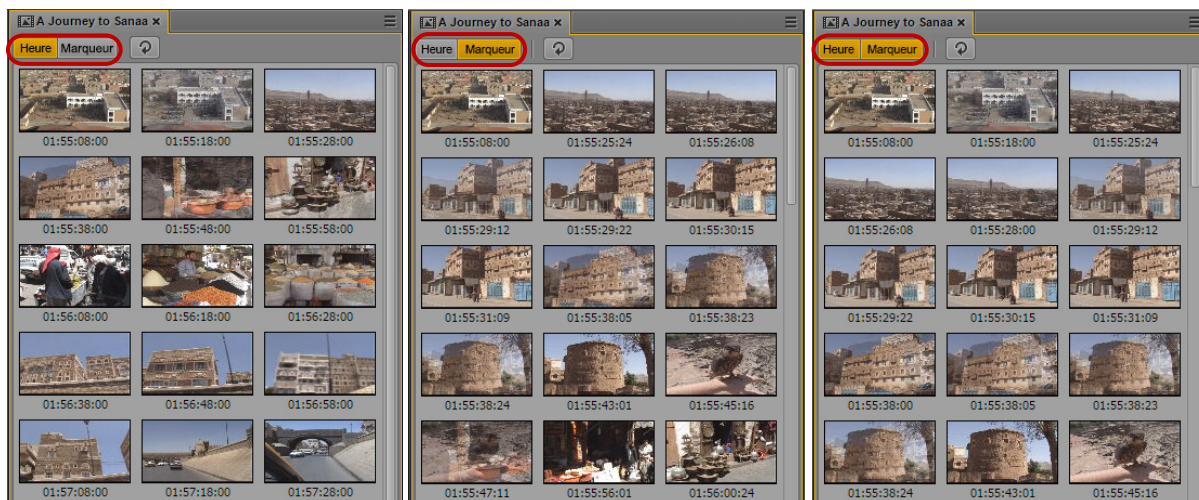 A Journey to Sanaa ×
Heure Marqueur
01:55:08:00 01:55:18:00 01:55:28:00
01:55:38:00 01:55:48:00 01:55:58:00
01:56:08:00 01:56:18:00 01:56:28:00
01:56:38:00 01:56:48:00 01:56:58:00
01:57:08:00 01:57:18:00 01:57:28:00
A Journey to Sanaa ×
Heure Marqueur
01:55:08:00 01:55:25:24 01:55:26:08
01:55:29:12 01:55:29:22 01:55:30:15
01:55:31:09 01:55:38:05 01:55:38:23
01:55:38:24 01:55:43:01 01:55:45:16
01:55:47:11 01:55:56:01 01:56:00:24
A Journey to Sanaa ×
Heure Marqueur
01:55:08:00 01:55:18:00 01:55:25:24
01:55:26:08 01:55:28:00 01:55:29:12
01:55:29:22 01:55:30:15 01:55:31:09
01:55:38:00 01:55:38:05 01:55:38:23
01:55:38:24 01:55:43:01 01:55:45:16